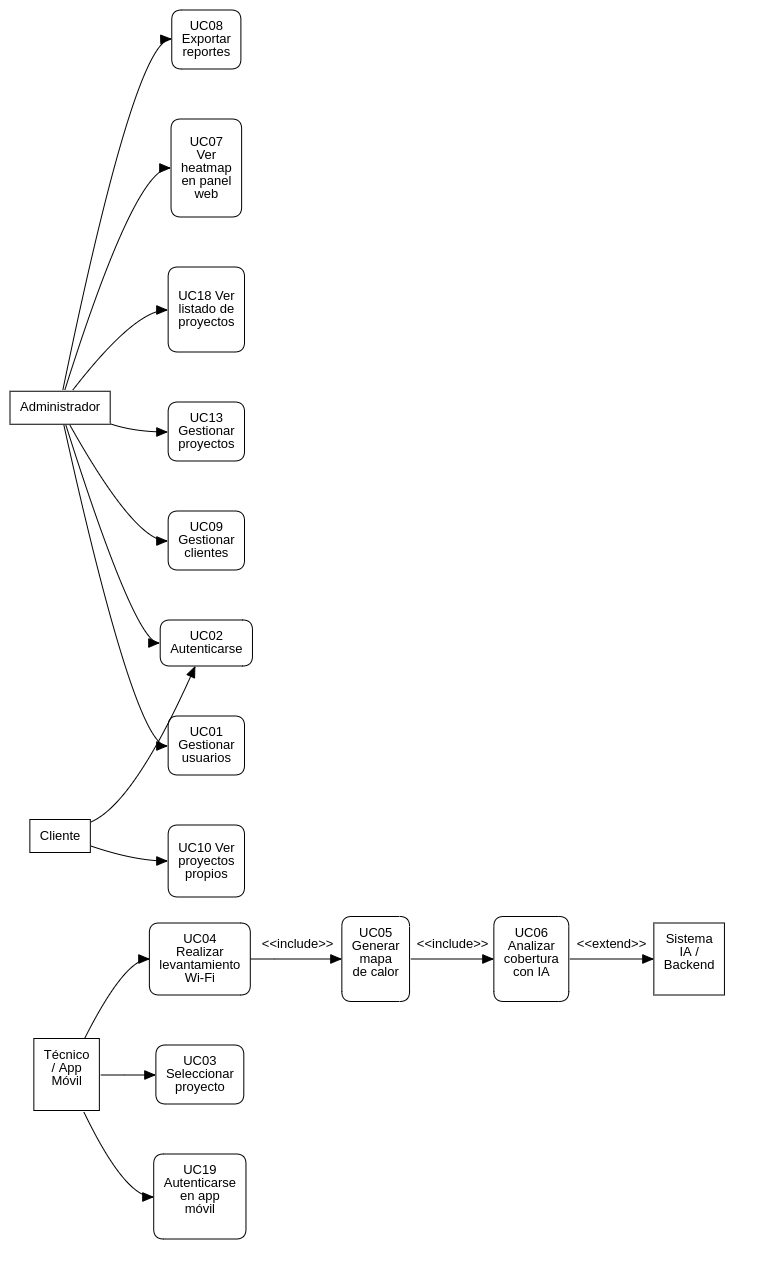 UC08
Exportar
reportes
UC07
Ver
heatmap
en panel
web
UC18 Ver
listado de
proyectos
Administrador
UC13
Gestionar
proyectos
UC09
Gestionar
clientes
UC02
Autenticarse
UC01
Gestionar
usuarios
Cliente
UC10 Ver
proyectos
propios
UC04
Realizar
levantamiento
Wi-Fi
<<include>>
UC05
Generar
mapa
de calor
<<include>>
UC06
Analizar
cobertura
con IA
<<extend>>
Sistema
IA /
Backend
Técnico
/ App
Móvil
UC03
Seleccionar
proyecto
UC19
Autenticarse
en app
móvil